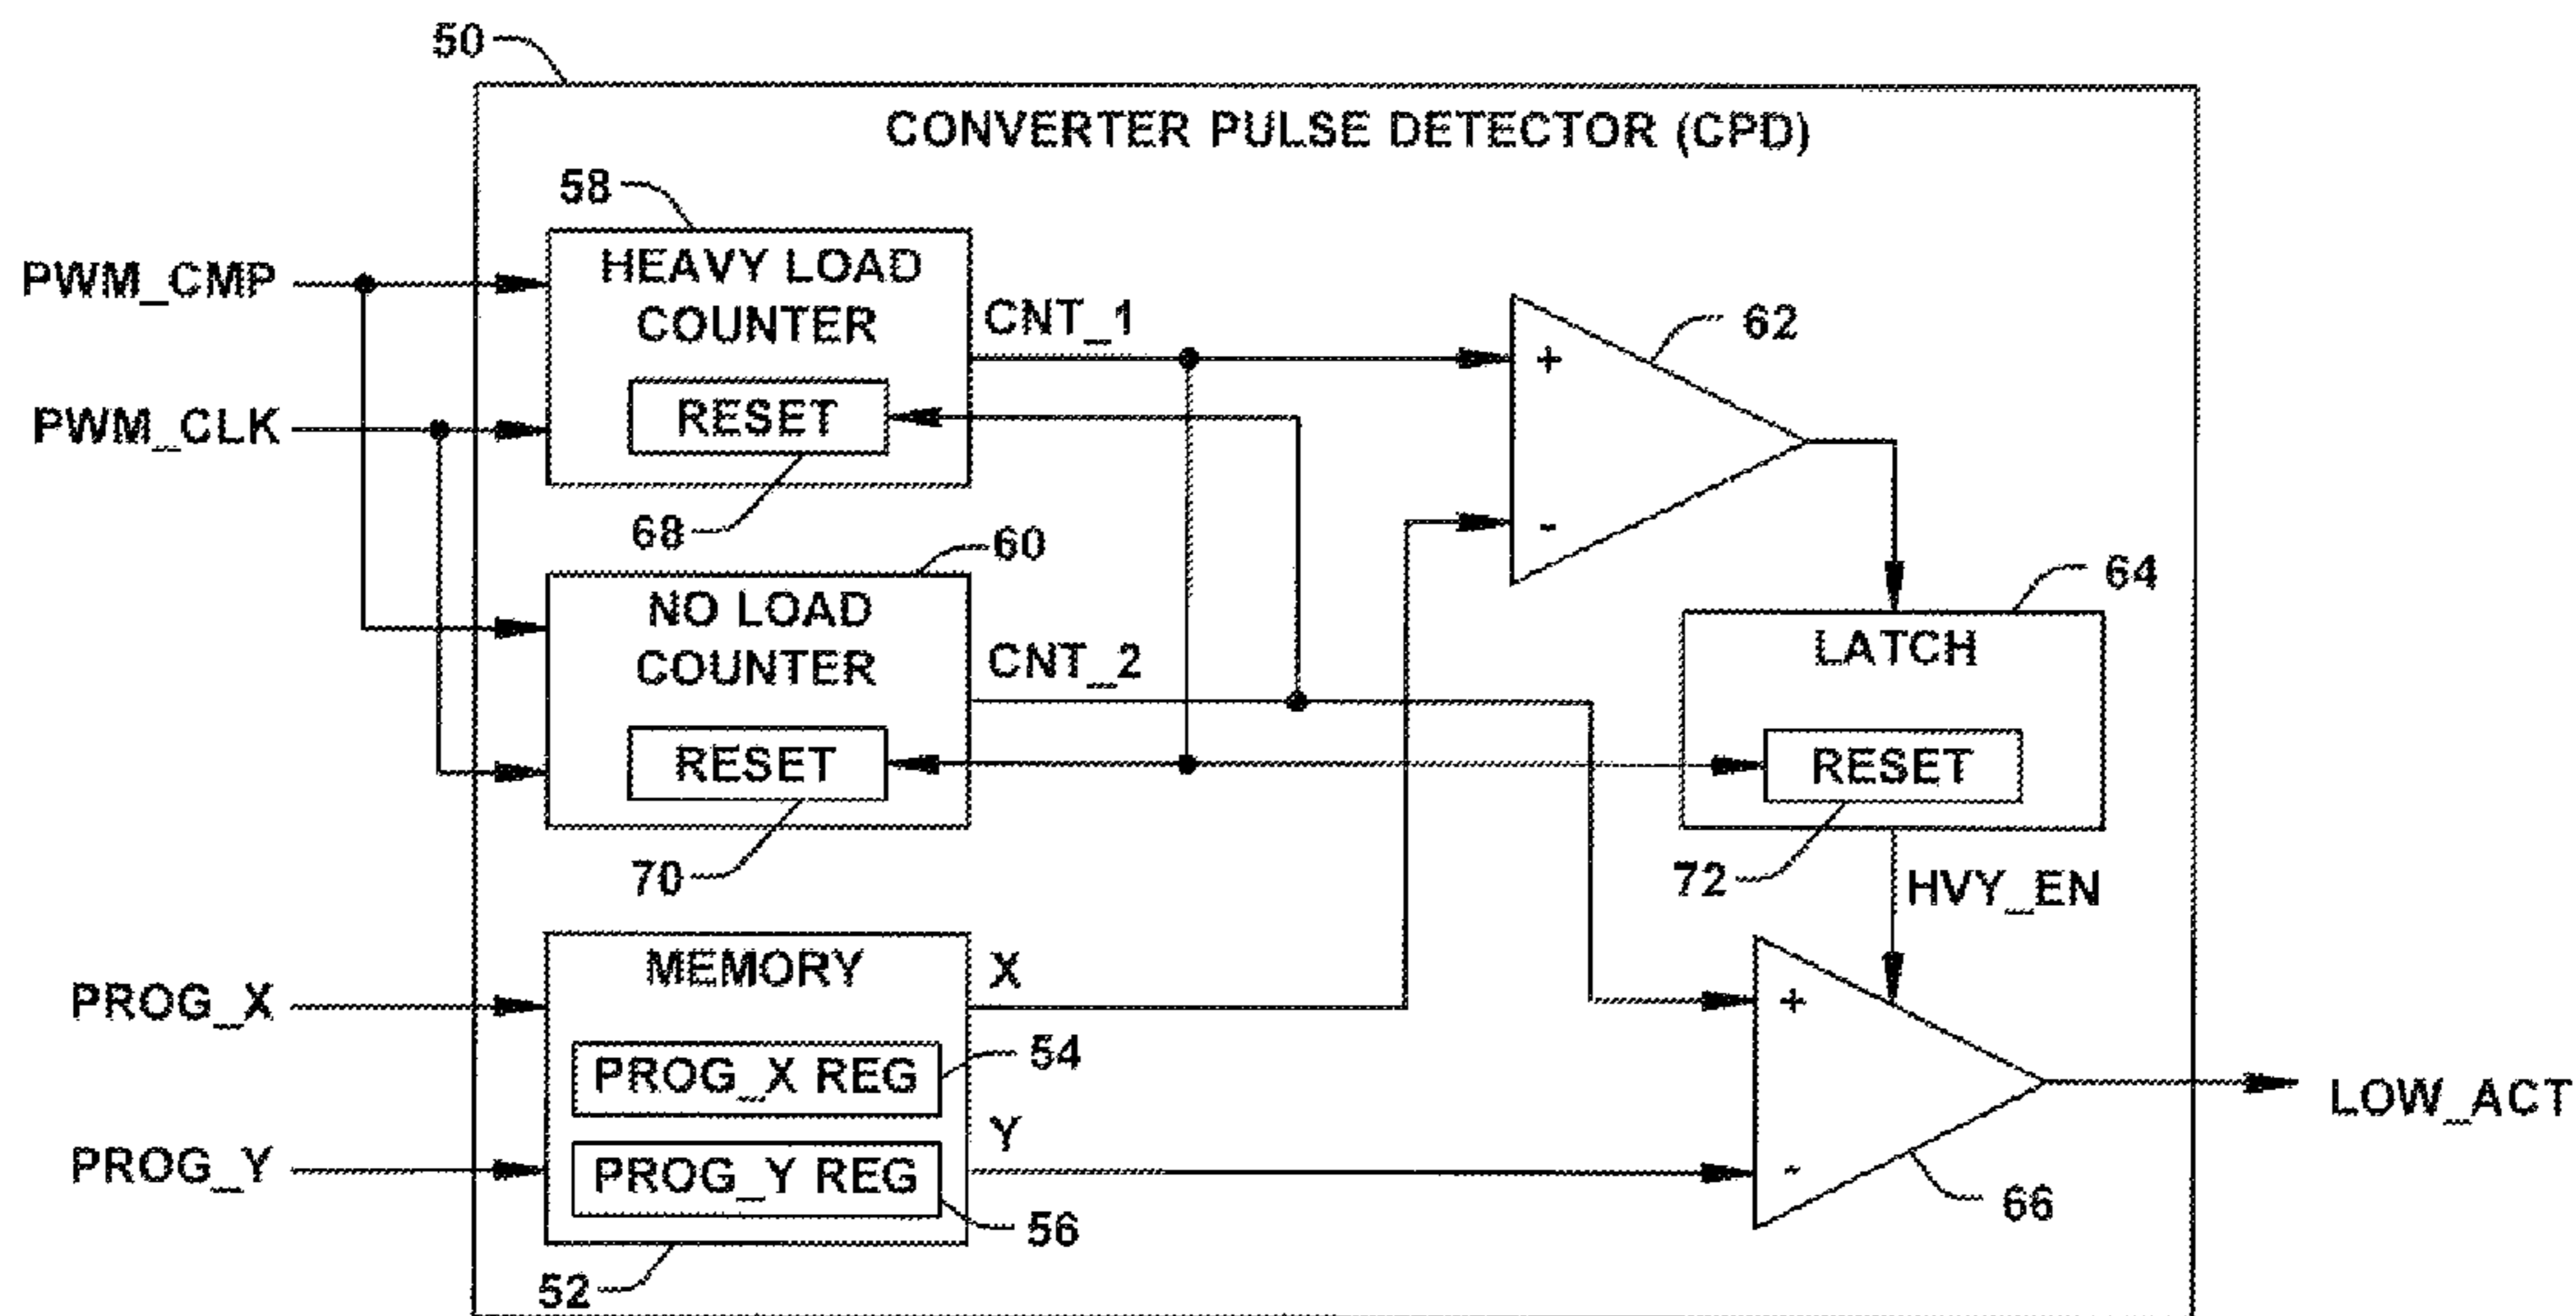 50
CONVERTER PULSE DETECTOR (CPD)
58
PWM_CMP
HEAVY LOAD
COUNTER
CNT_1
+
62
PWM_CLK
RESET
-
68
60
64
NO LOAD
COUNTER
CNT_2
LATCH
RESET
RESET
70
72
HVY_EN
MEMORY
X
PROG_X
+
PROG_X REG
54
LOW_ACT
Y
PROG_Y
PROG_Y REG
-
56
66
52